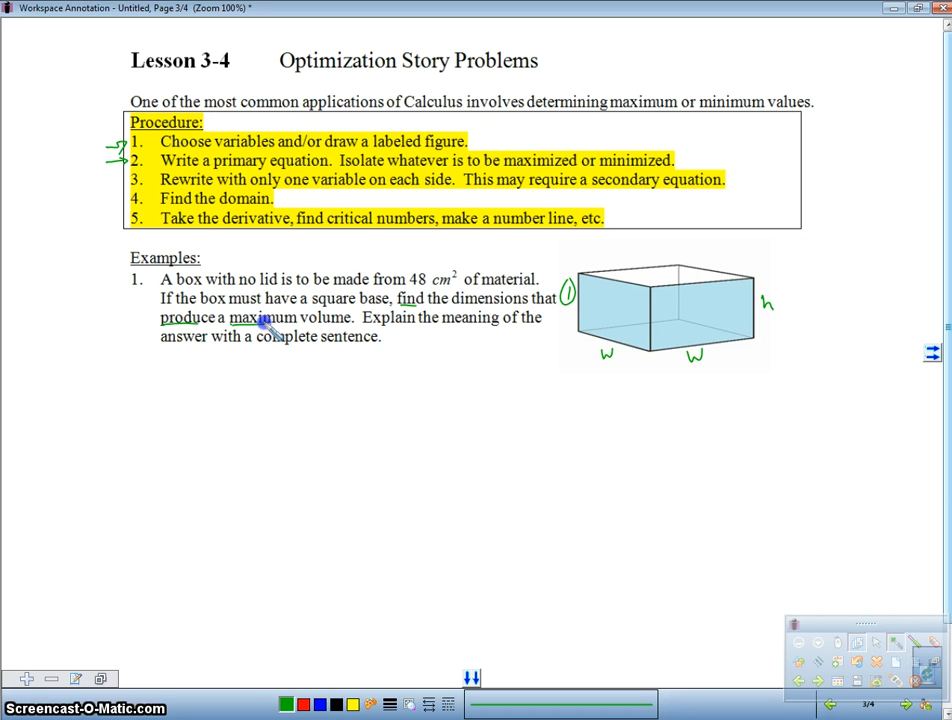 Workspace Annotation - Untitled, Page 3/4 (Zoom 100%) *
Lesson 3-4 Optimization Story Problems
One of the most common applications of Calculus involves determining maximum or minimum values.
Procedure:
1. Choose variables and/or draw a labeled figure.
2. Write a primary equation. Isolate whatever is to be maximized or minimized.
3. Rewrite with only one variable on each side. This may require a secondary equation.
4. Find the domain.
5. Take the derivative, find critical numbers, make a number line, etc.
Examples:
1. A box with no lid is to be made from 48 cm² of material.
If the box must have a square base, find the dimensions that
produce a maximum volume. Explain the meaning of the
answer with a complete sentence.
1
h
w w
3/4
Screencast-O-Matic.com